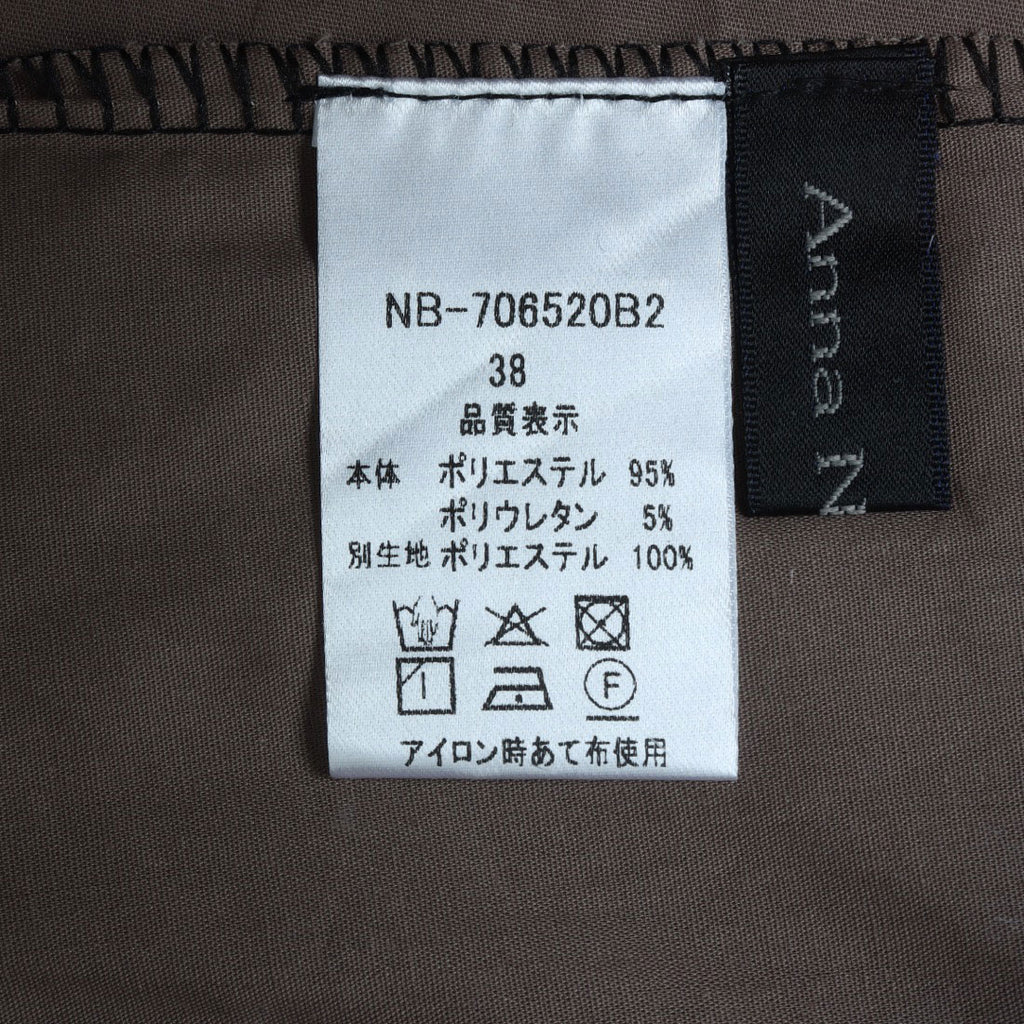 NB-706520B2
38
品質表示
本体 ポリエステル 95%
ポリウレタン 5%
別生地 ポリエステル 100%
F
アイロン時あて布使用
Anna N